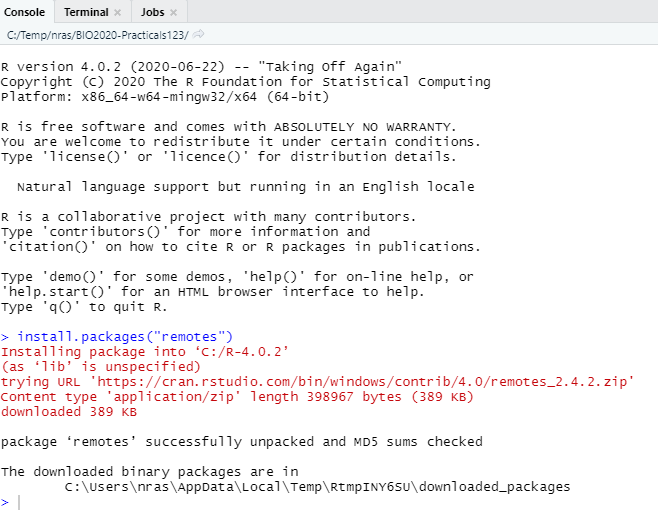 Console Terminal × Jobs ×
C:/Temp/nras/BIO2020-Practicals123/
R version 4.0.2 (2020-06-22) -- "Taking Off Again"
Copyright (C) 2020 The R Foundation for Statistical Computing
Platform: x86_64-w64-mingw32/x64 (64-bit)

R is free software and comes with ABSOLUTELY NO WARRANTY.
You are welcome to redistribute it under certain conditions.
Type 'license()' or 'licence()' for distribution details.

  Natural language support but running in an English locale

R is a collaborative project with many contributors.
Type 'contributors()' for more information and
'citation()' on how to cite R or R packages in publications.

Type 'demo()' for some demos, 'help()' for on-line help, or
'help.start()' for an HTML browser interface to help.
Type 'q()' to quit R.

> install.packages("remotes")
Installing package into ‘C:/R-4.0.2’
(as ‘lib’ is unspecified)
trying URL 'https://cran.rstudio.com/bin/windows/contrib/4.0/remotes_2.4.2.zip'
Content type 'application/zip' length 398967 bytes (389 KB)
downloaded 389 KB

package ‘remotes’ successfully unpacked and MD5 sums checked

The downloaded binary packages are in
        C:\Users\nras\AppData\Local\Temp\RtmpINY6SU\downloaded_packages
>